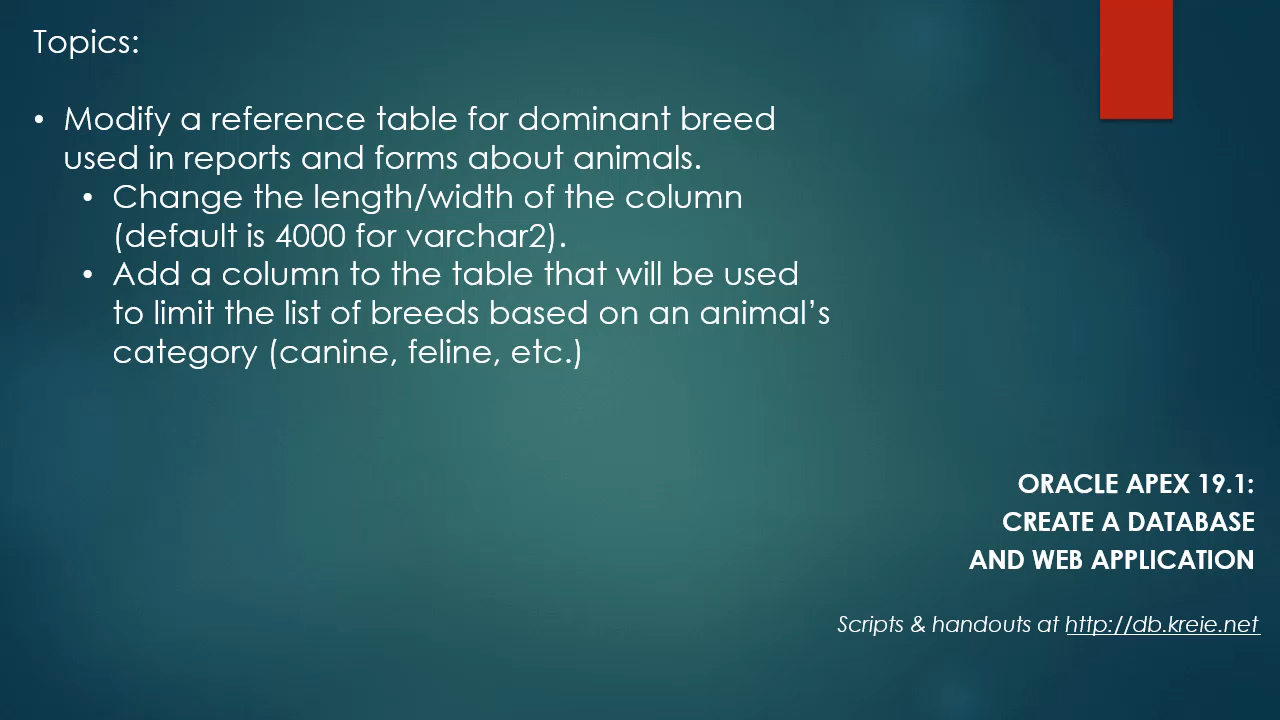 Topics:
• Modify a reference table for dominant breed
used in reports and forms about animals.
• Change the length/width of the column
(default is 4000 for varchar2).
• Add a column to the table that will be used
to limit the list of breeds based on an animal’s
category (canine, feline, etc.)
ORACLE APEX 19.1:
CREATE A DATABASE
AND WEB APPLICATION
Scripts & handouts at http://db.kreie.net